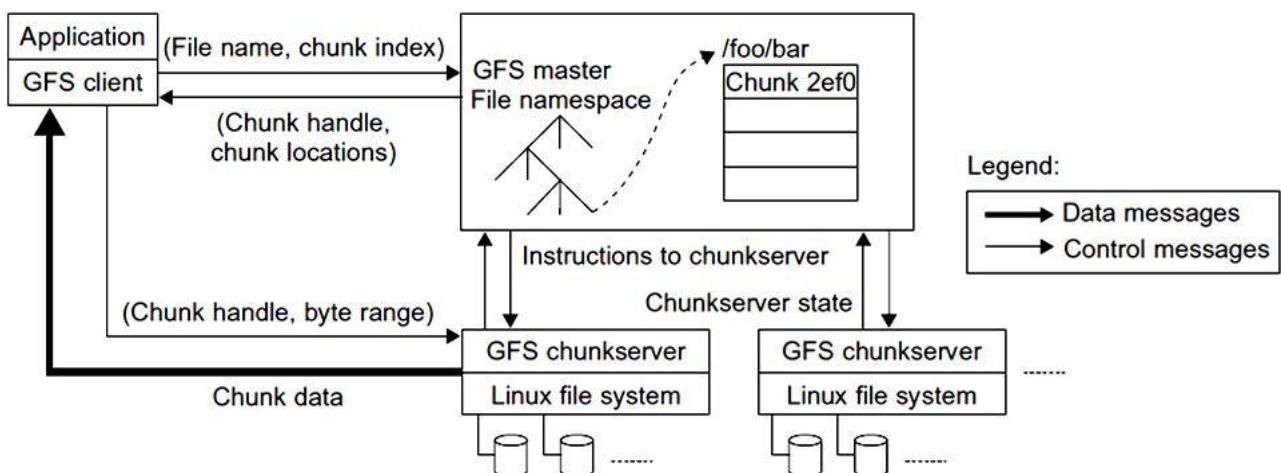 Application
GFS client
(File name, chunk index)
(Chunk handle,
chunk locations)
GFS master
File namespace
/foo/bar
Chunk 2ef0
Legend:
Data messages
Control messages
Instructions to chunkserver
Chunkserver state
(Chunk handle, byte range)
Chunk data
GFS chunkserver
Linux file system
GFS chunkserver
Linux file system